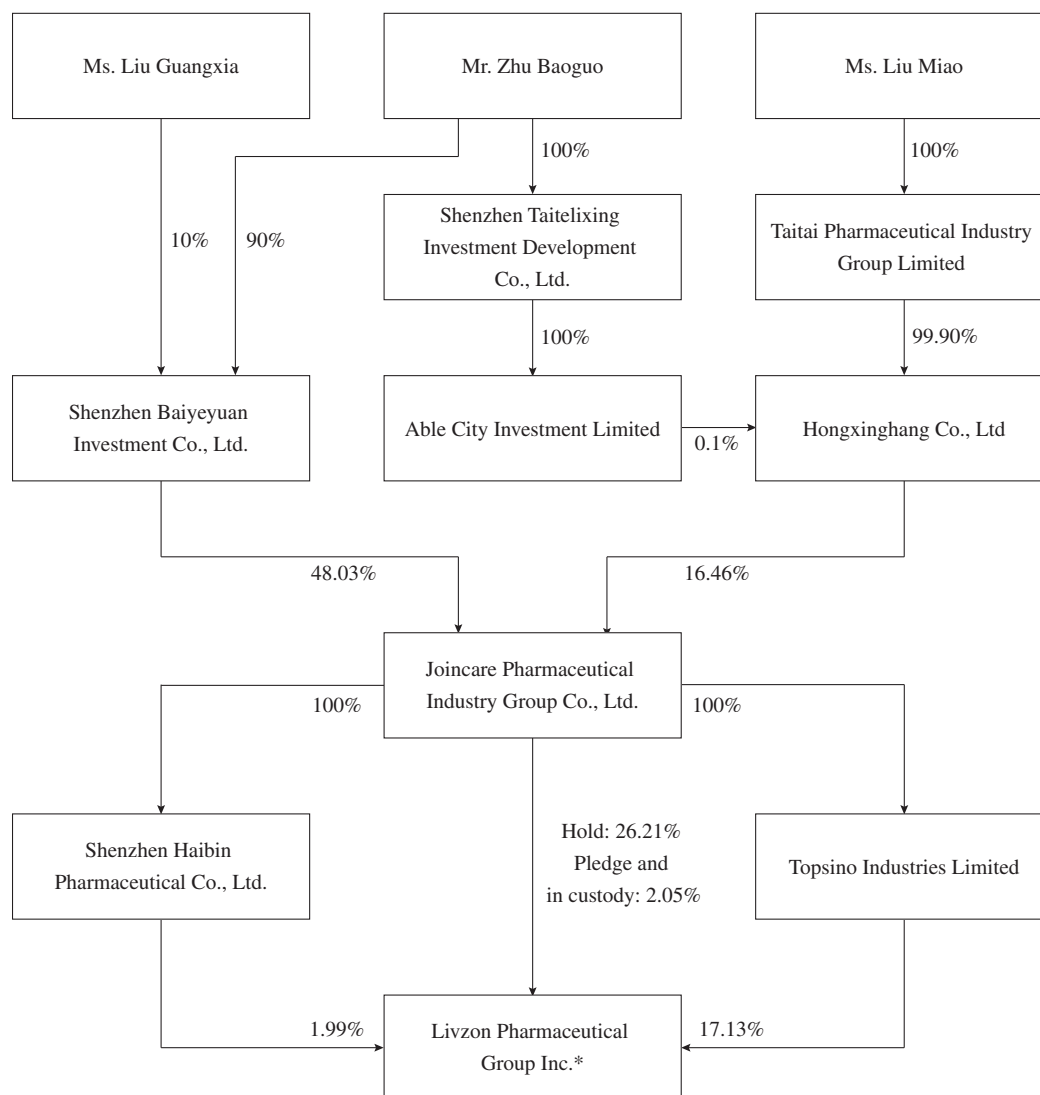 Ms. Liu Guangxia
Mr. Zhu Baoguo
Ms. Liu Miao
100%
100%
10%
90%
Shenzhen Taitelixing
Investment Development
Co., Ltd.
Taitai Pharmaceutical Industry
Group Limited
100%
99.90%
Shenzhen Baiyeyuan
Investment Co., Ltd.
Able City Investment Limited
0.1%
Hongxinghang Co., Ltd
48.03%
16.46%
Joincare Pharmaceutical
Industry Group Co., Ltd.
100%
100%
Shenzhen Haibin
Pharmaceutical Co., Ltd.
Hold: 26.21%
Pledge and
in custody: 2.05%
Topsino Industries Limited
1.99%
Livzon Pharmaceutical
Group Inc.*
17.13%